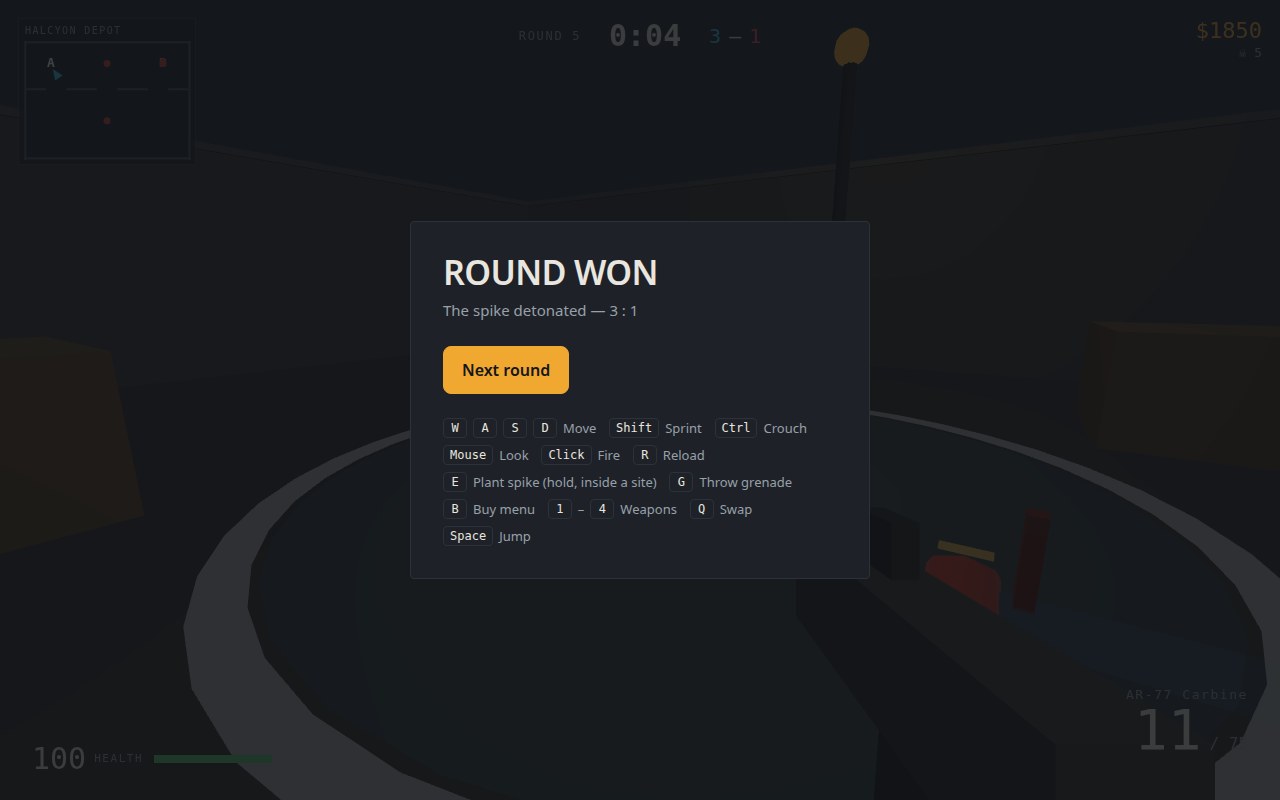 HALCYON DEPOT
A
B
ROUND 5 0:04 3 — 1
$1850
☠ 5
ROUND WON
The spike detonated — 3 : 1
Next round
W A S D Move Shift Sprint Ctrl Crouch
Mouse Look Click Fire R Reload
E Plant spike (hold, inside a site) G Throw grenade
B Buy menu 1 – 4 Weapons Q Swap
Space Jump
100 HEALTH
AR-77 Carbine
11 /